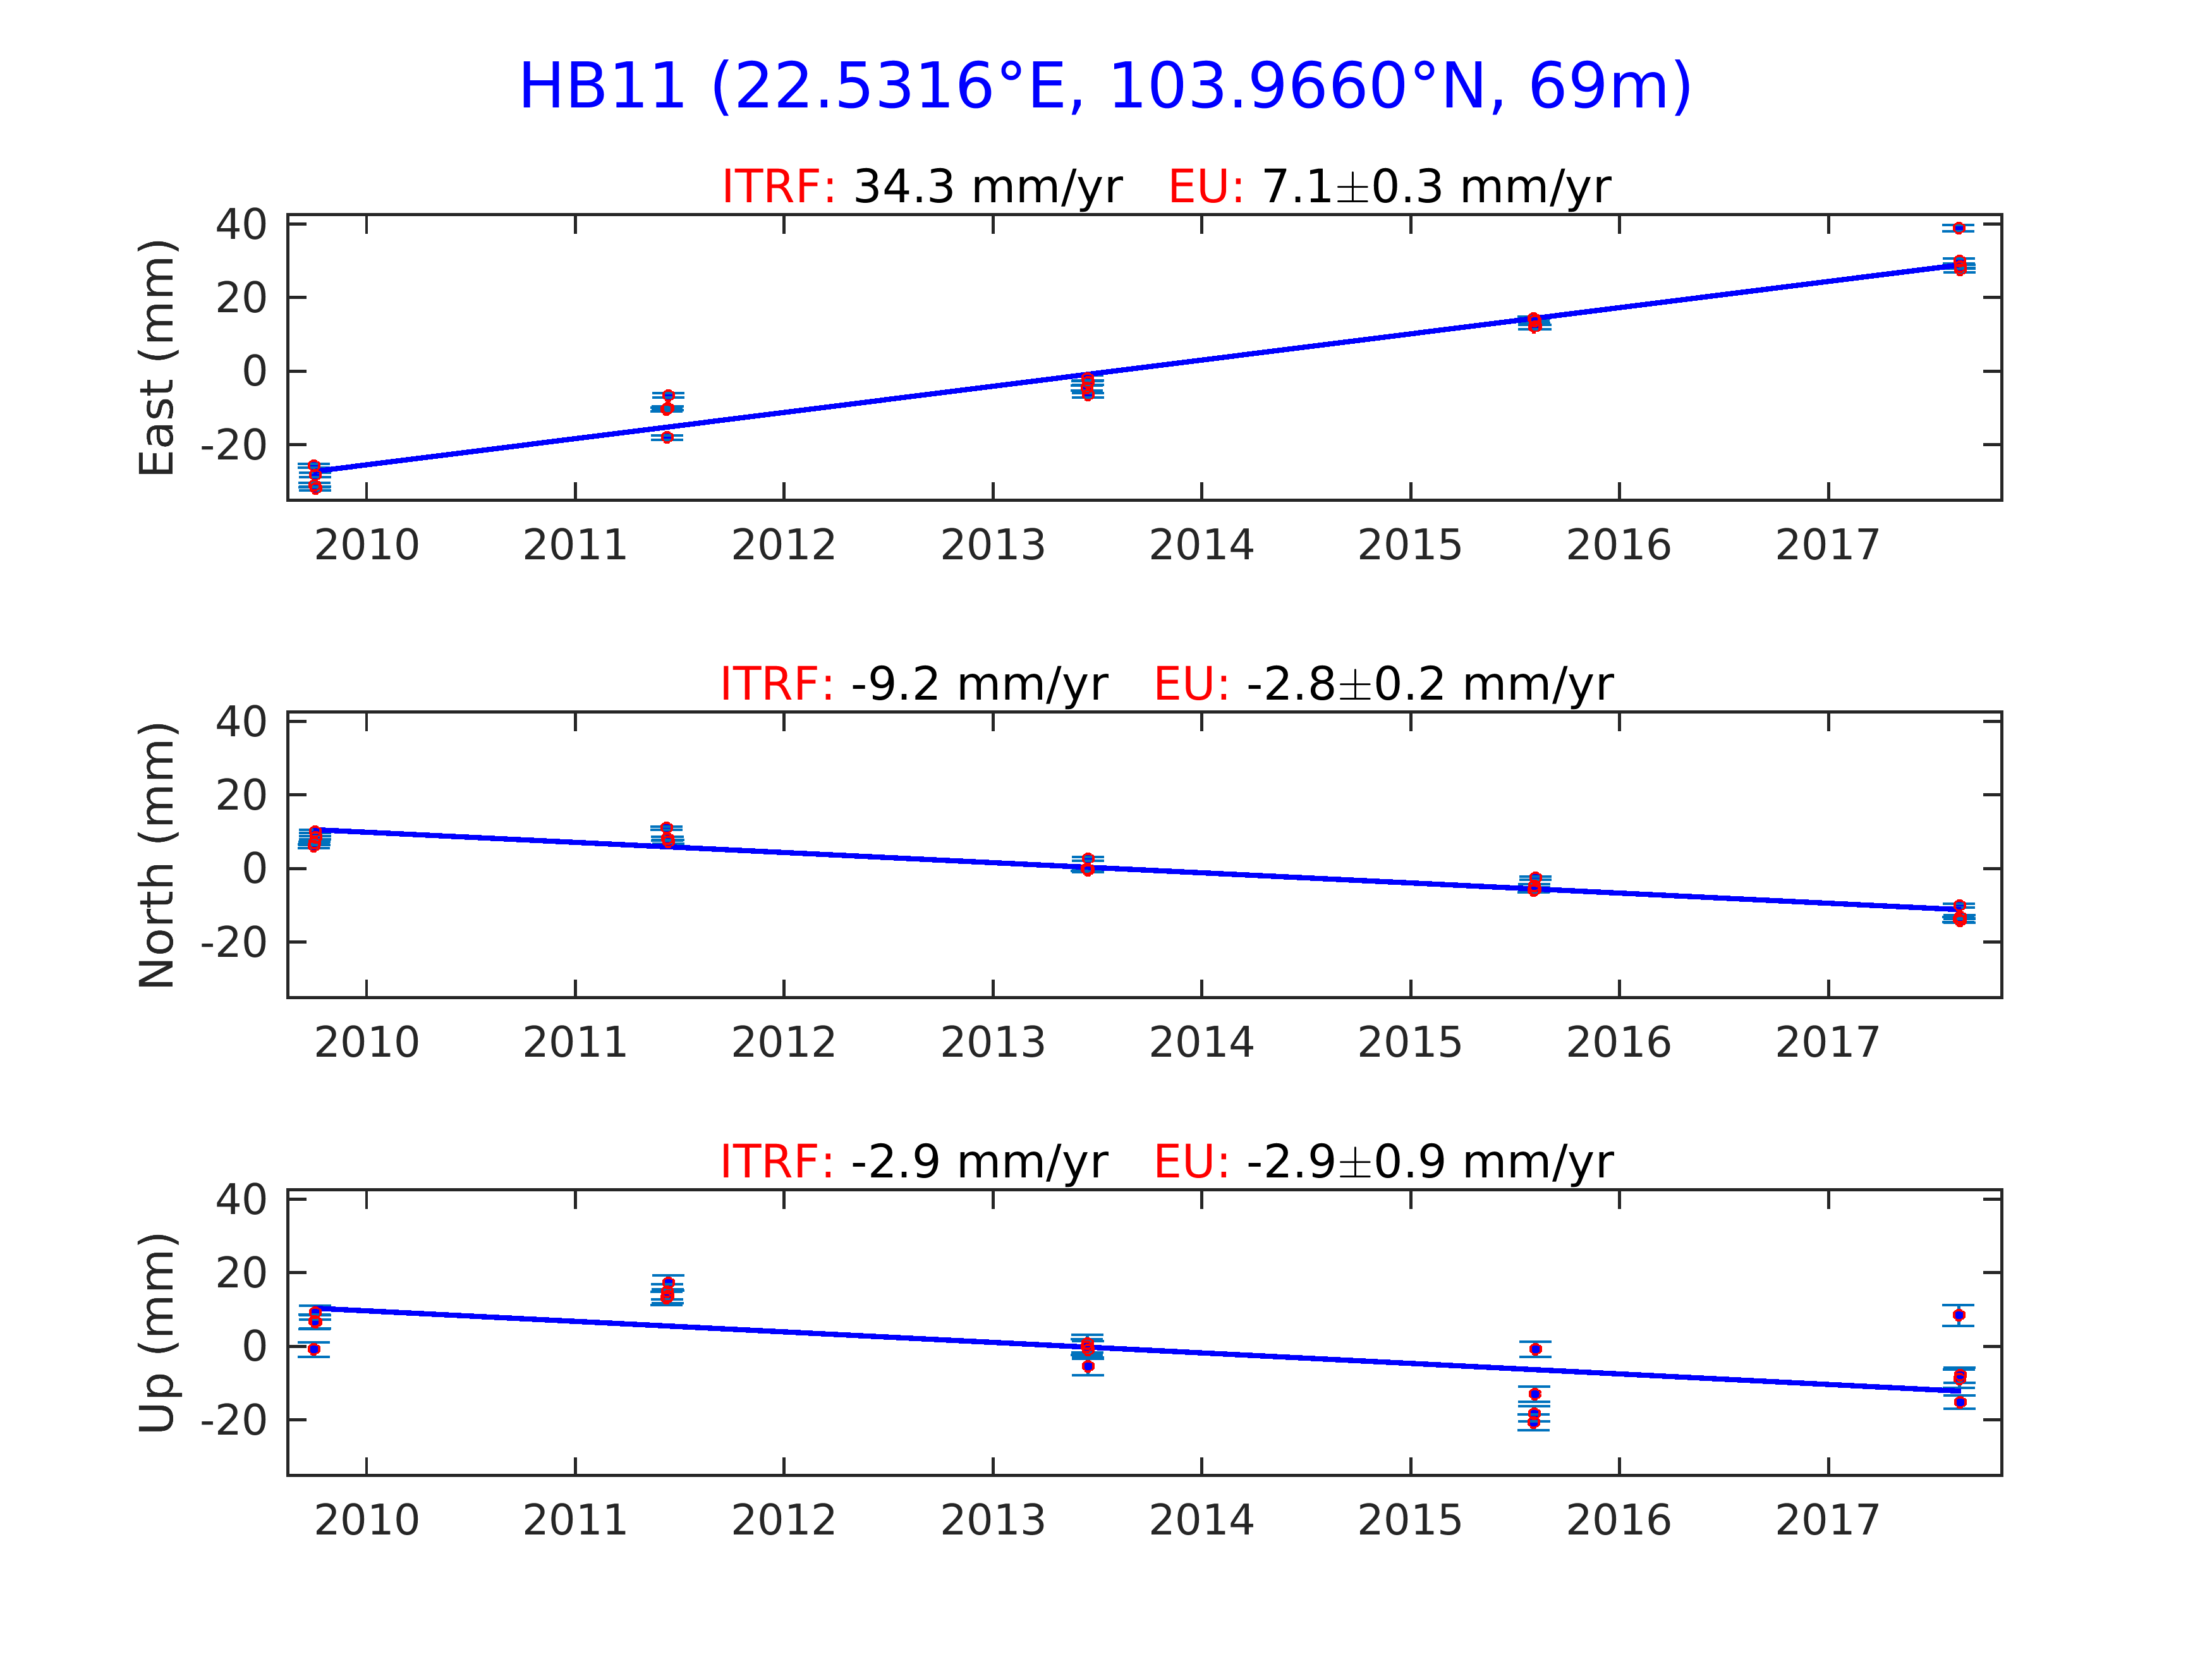 HB11 (22.5316°E, 103.9660°N, 69m)
ITRF: 34.3 mm/yr EU: 7.1±0.3 mm/yr
East (mm)
40
20
0
-20
2010 2011 2012 2013 2014 2015 2016 2017
ITRF: -9.2 mm/yr EU: -2.8±0.2 mm/yr
North (mm)
40
20
0
-20
2010 2011 2012 2013 2014 2015 2016 2017
ITRF: -2.9 mm/yr EU: -2.9±0.9 mm/yr
Up (mm)
40
20
0
-20
2010 2011 2012 2013 2014 2015 2016 2017